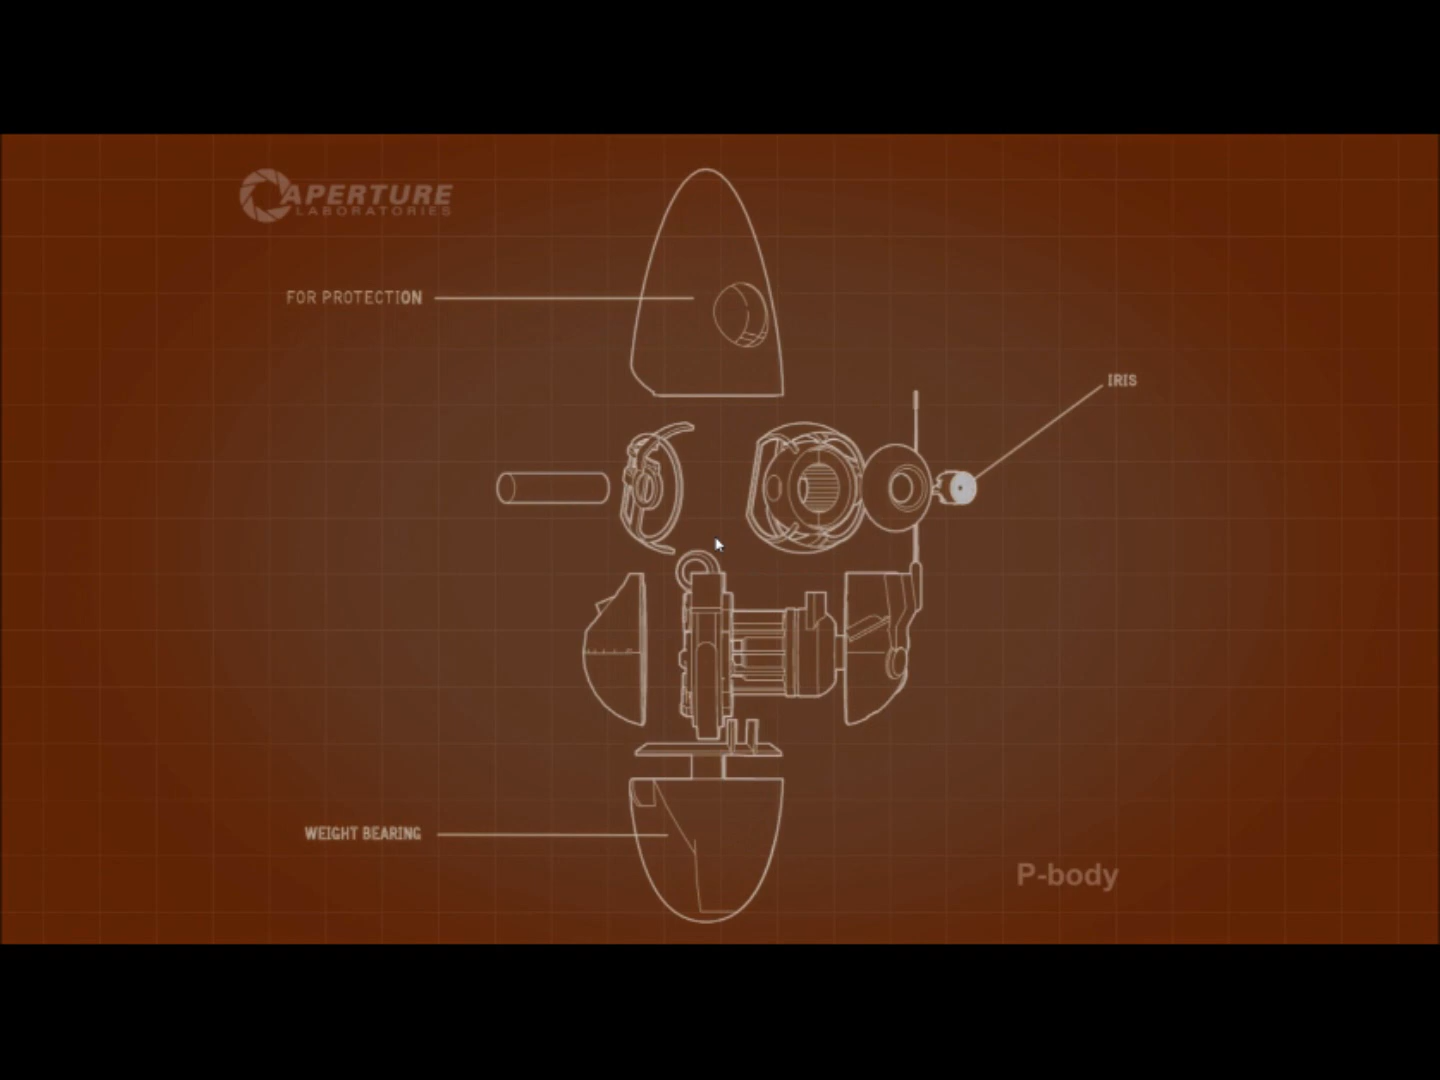 APERTURE
LABORATORIES
FOR PROTECTION
IRIS
WEIGHT BEARING
P-body